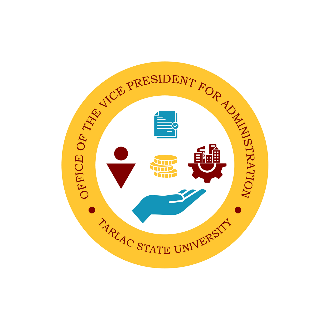 OFFICE OF THE VICE PRESIDENT FOR ADMINISTRATION
TARLAC STATE UNIVERSITY